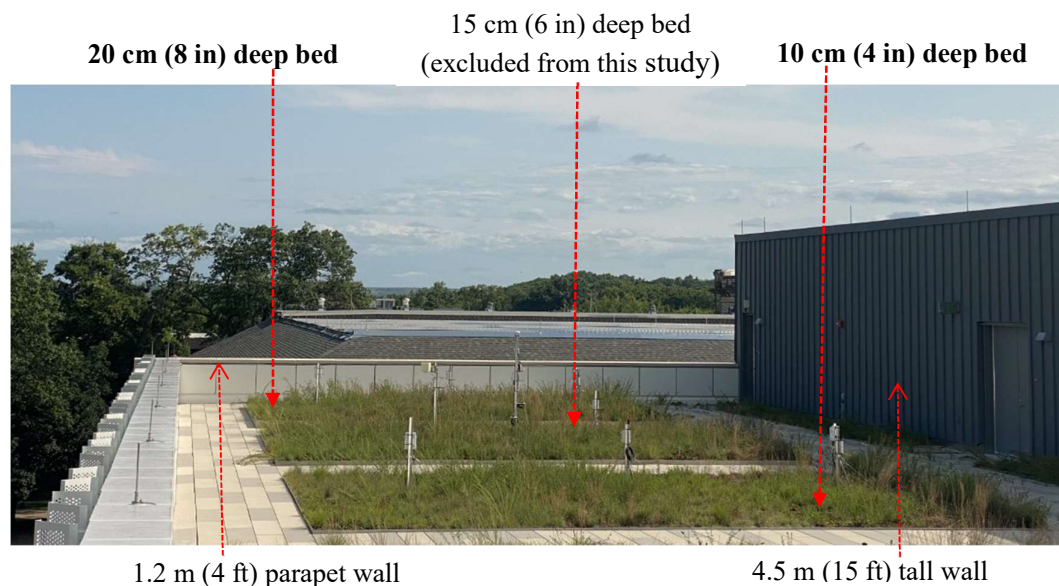 20 cm (8 in) deep bed
15 cm (6 in) deep bed
(excluded from this study)
10 cm (4 in) deep bed
1.2 m (4 ft) parapet wall
4.5 m (15 ft) tall wall